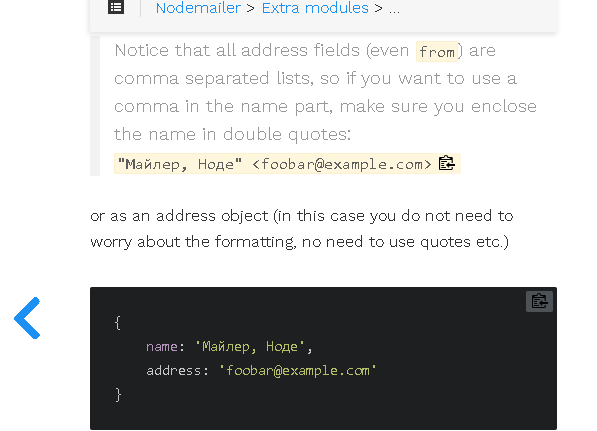 Nodemailer > Extra modules > ...
Notice that all address fields (even from) are
comma separated lists, so if you want to use a
comma in the name part, make sure you enclose
the name in double quotes:
"Майлер, Ноде" <foobar@example.com>
or as an address object (in this case you do not need to
worry about the formatting, no need to use quotes etc.)
{
    name: 'Майлер, Ноде',
    address: 'foobar@example.com'
}